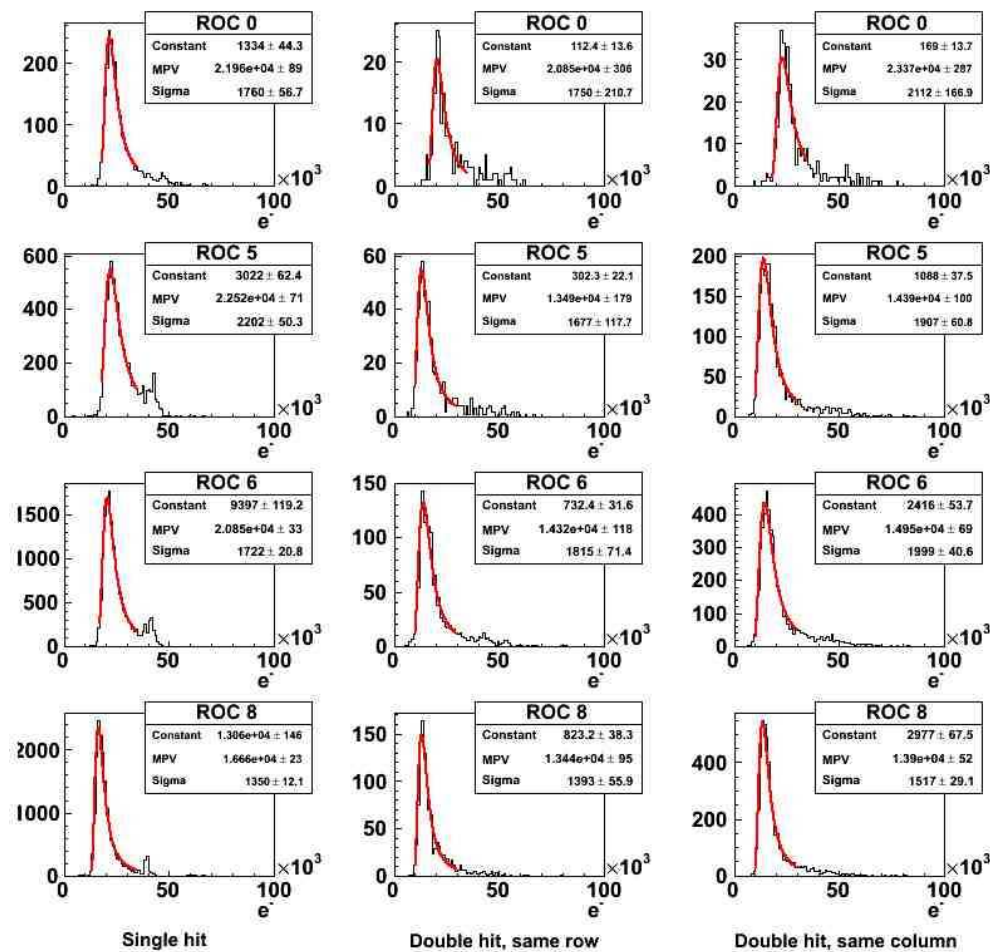 ROC 0
Constant 1334 ± 44.3
MPV 2.196e+04 ± 89
Sigma 1760 ± 56.7
200
100
0
0 50 100
×10³
e⁻
ROC 0
Constant 112.4 ± 13.6
MPV 2.085e+04 ± 306
Sigma 1750 ± 210.7
20
10
0
0 50 100
×10³
e⁻
ROC 0
Constant 169 ± 13.7
MPV 2.337e+04 ± 287
Sigma 2112 ± 166.9
30
20
10
0
0 50 100
×10³
e⁻
ROC 5
Constant 3022 ± 62.4
MPV 2.252e+04 ± 71
Sigma 2202 ± 50.3
600
400
200
0
0 50 100
×10³
e⁻
ROC 5
Constant 302.3 ± 22.1
MPV 1.349e+04 ± 179
Sigma 1677 ± 117.7
60
40
20
0
0 50 100
×10³
e⁻
ROC 5
Constant 1088 ± 37.5
MPV 1.439e+04 ± 100
Sigma 1907 ± 60.8
200
150
100
50
0
0 50 100
×10³
e⁻
ROC 6
Constant 9397 ± 119.2
MPV 2.085e+04 ± 33
Sigma 1722 ± 20.8
1500
1000
500
0
0 50 100
×10³
e⁻
ROC 6
Constant 732.4 ± 31.6
MPV 1.432e+04 ± 118
Sigma 1815 ± 71.4
150
100
50
0
0 50 100
×10³
e⁻
ROC 6
Constant 2416 ± 53.7
MPV 1.495e+04 ± 69
Sigma 1999 ± 40.6
400
300
200
100
0
0 50 100
×10³
e⁻
ROC 8
Constant 1.306e+04 ± 146
MPV 1.666e+04 ± 23
Sigma 1350 ± 12.1
2000
1000
0
0 50 100
×10³
e⁻
ROC 8
Constant 823.2 ± 38.3
MPV 1.344e+04 ± 95
Sigma 1393 ± 55.9
150
100
50
0
0 50 100
×10³
e⁻
ROC 8
Constant 2977 ± 67.5
MPV 1.39e+04 ± 52
Sigma 1517 ± 29.1
400
200
0
0 50 100
×10³
e⁻
Single hit
Double hit, same row
Double hit, same column